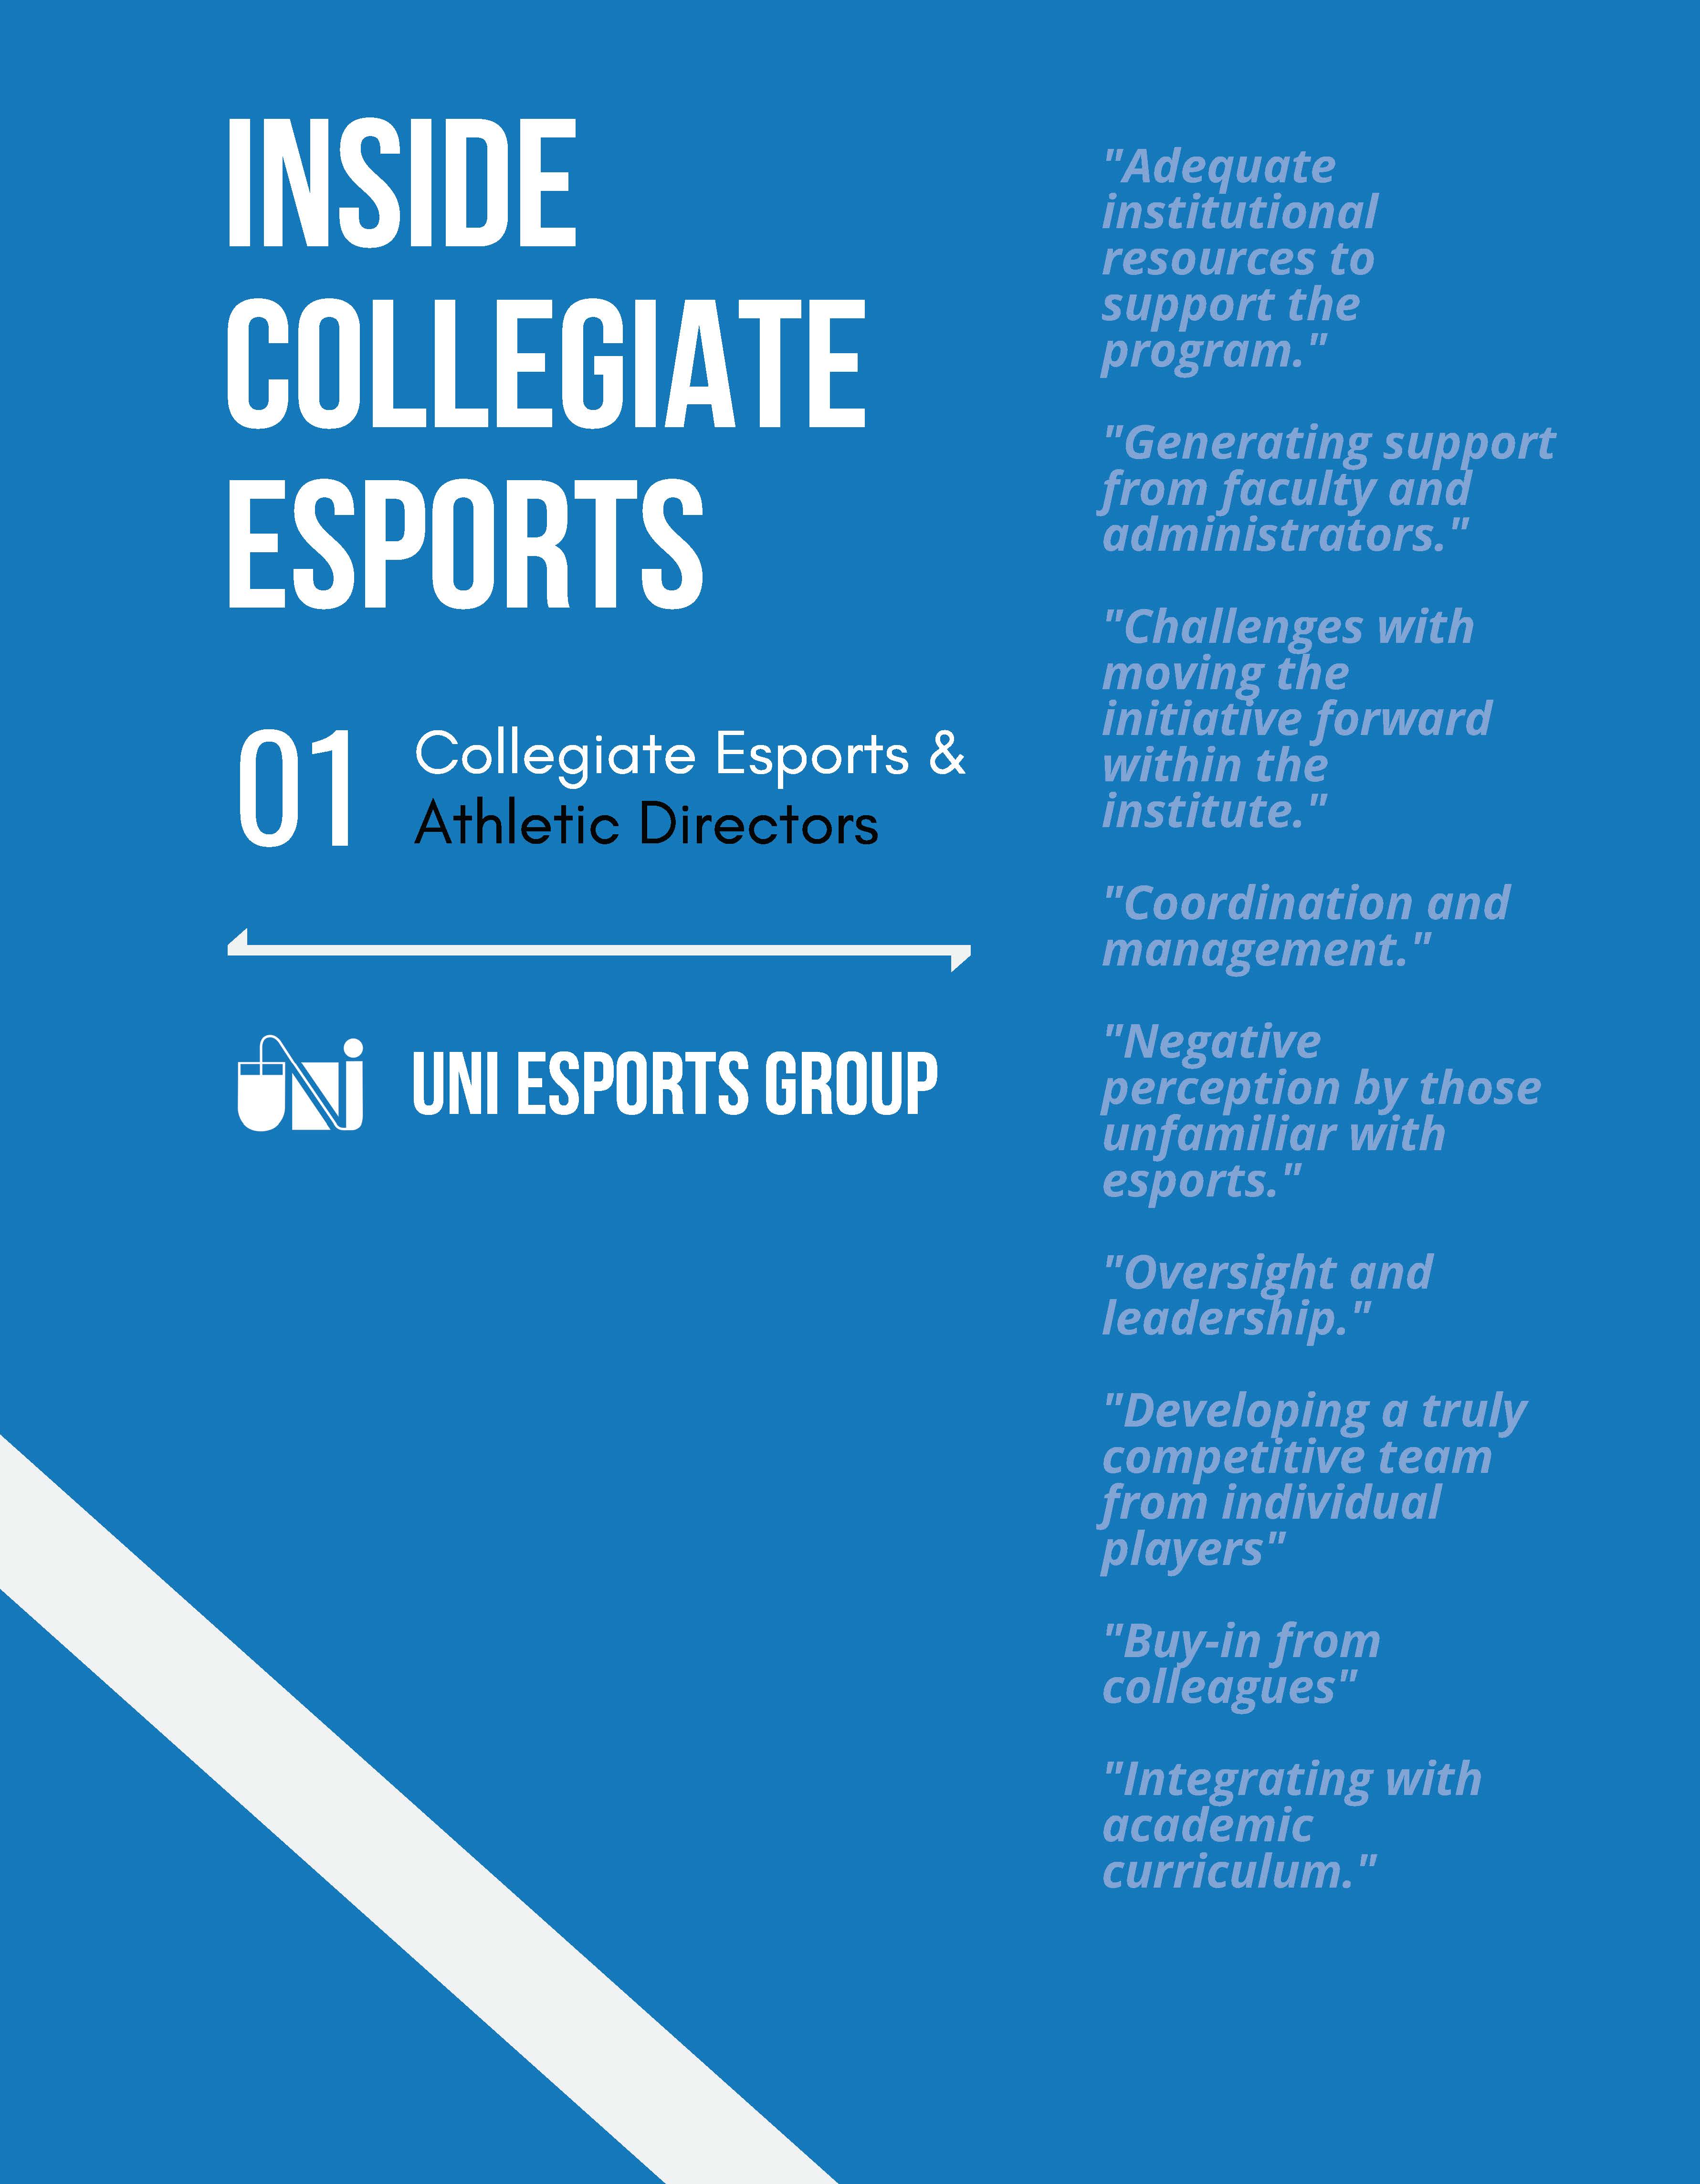 INSIDE
COLLEGIATE
ESPORTS
01
Collegiate Esports &
Athletic Directors
UNi
UNI ESPORTS GROUP
"Adequate
institutional
resources to
support the
program."
"Generating support
from faculty and
administrators."
"Challenges with
moving the
initiative forward
within the
institute."
"Coordination and
management."
"Negative
perception by those
unfamiliar with
esports."
"Oversight and
leadership."
"Developing a truly
competitive team
from individual
players"
"Buy-in from
colleagues"
"Integrating with
academic
curriculum."